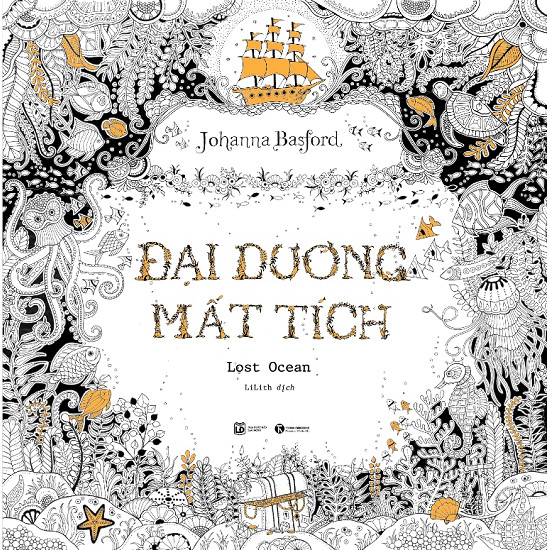 Johanna Basford
ĐẠI DƯƠNG
MẤT TÍCH
Lost Ocean
LiLith dịch